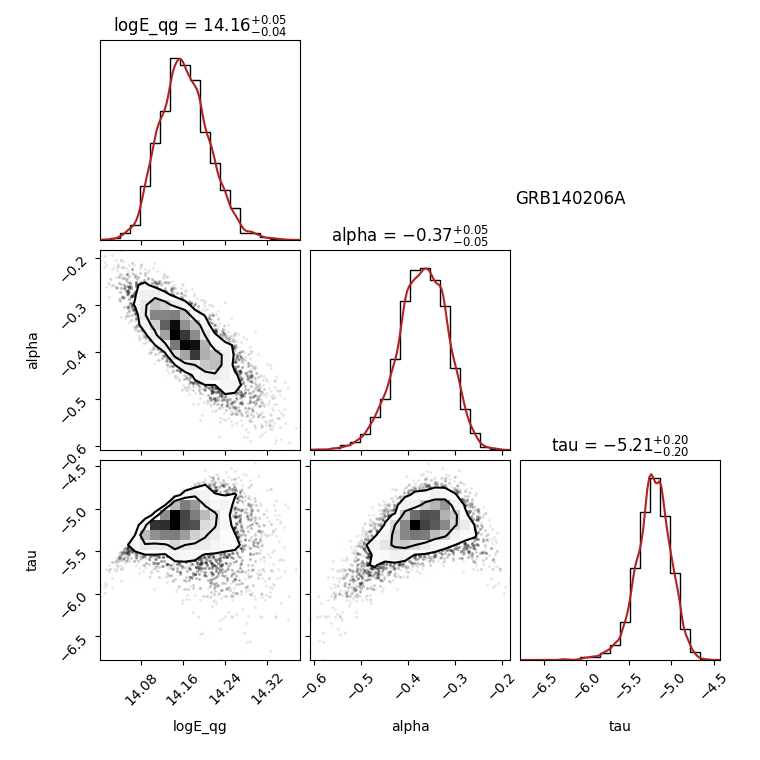 logE_qg = 14.16+0.05−0.04
GRB140206A
alpha = −0.37+0.05−0.05
−0.2
−0.3
−0.4
−0.5
−0.6
alpha
tau = −5.21+0.20−0.20
−4.5
−5.0
−5.5
−6.0
−6.5
tau
14.08 14.16 14.24 14.32
−0.6 −0.5 −0.4 −0.3 −0.2
−6.5 −6.0 −5.5 −5.0 −4.5
logE_qg alpha tau